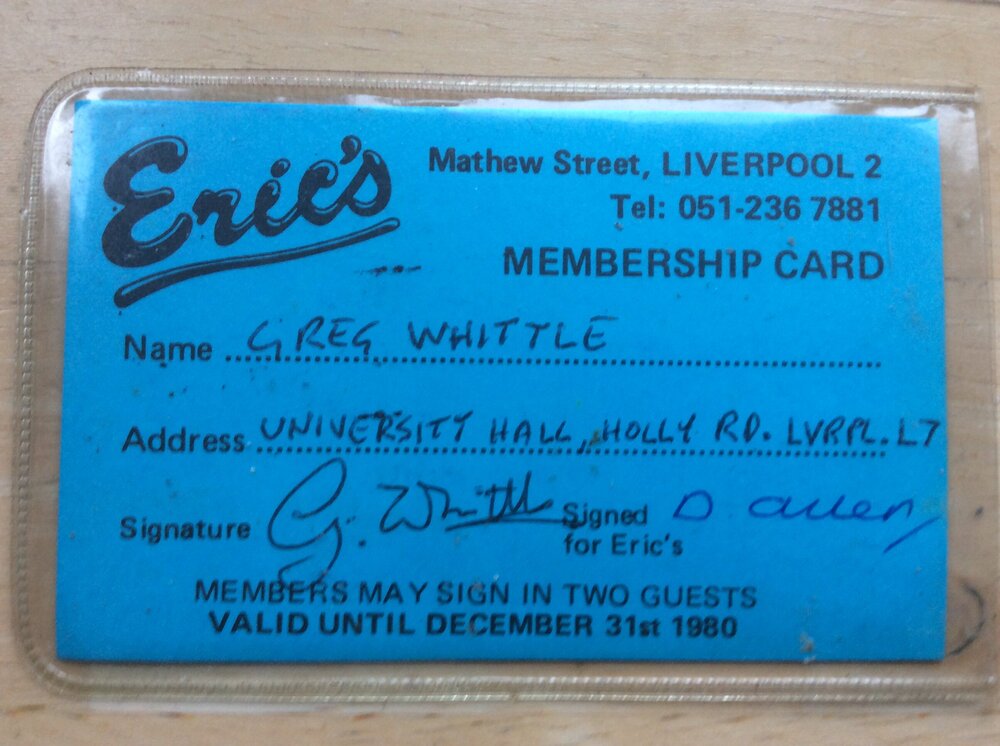 Eric's
Mathew Street, LIVERPOOL 2
Tel: 051-236 7881
MEMBERSHIP CARD
Name GREG WHITTLE
Address UNIVERSITY HALL, HOLLY RD. LVRPL. L7
Signature G. Whittle Signed D Allen
for Eric's
MEMBERS MAY SIGN IN TWO GUESTS
VALID UNTIL DECEMBER 31st 1980